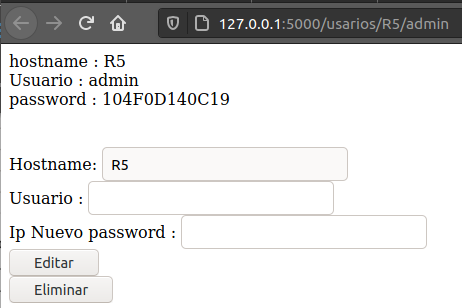 127.0.0.1:5000/usarios/R5/admin
hostname : R5
Usuario : admin
password : 104F0D140C19
Hostname: R5
Usuario :
Ip Nuevo password :
Editar
Eliminar